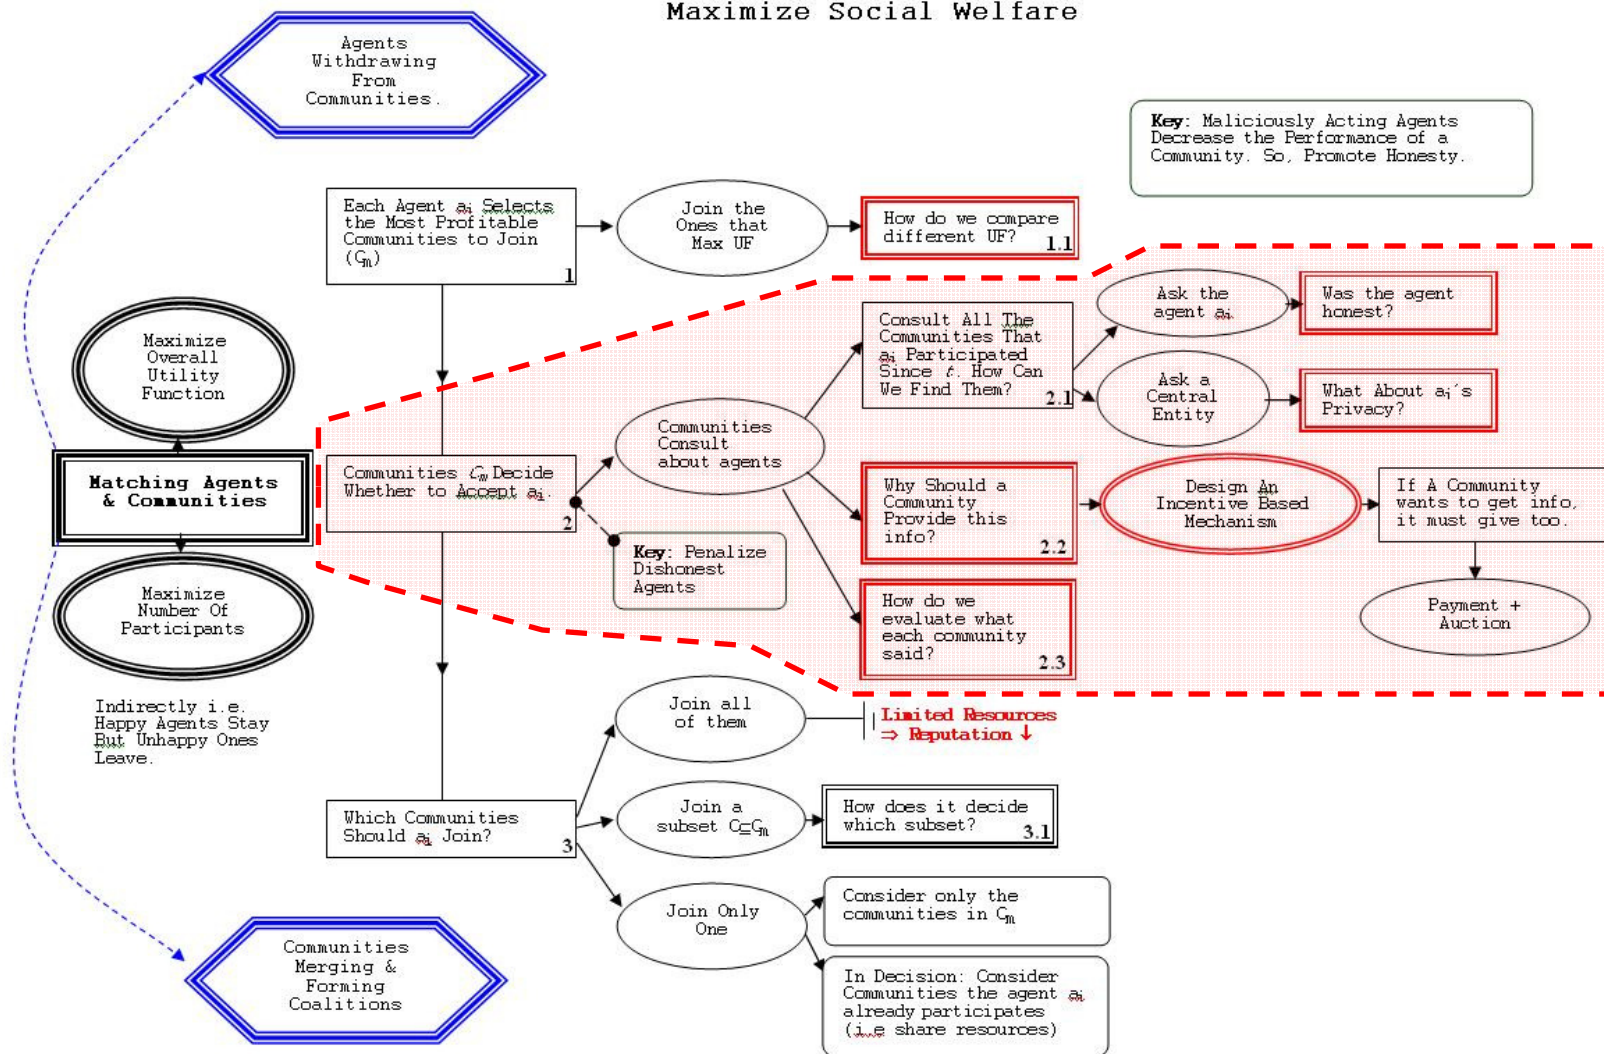 Maximize Social Welfare
Agents
Withdrawing
From
Communities.
Key: Maliciously Acting Agents
Decrease the Performance of a
Community. So, Promote Honesty.
Each Agent ai Selects
the Most Profitable
Communities to Join
(Gm)
1
Join the
Ones that
Max UF
How do we compare
different UF?
1.1
Maximize
Overall
Utility
Function
Matching Agents
& Communities
Maximize
Number Of
Participants
Indirectly i.e.
Happy Agents Stay
But Unhappy Ones
Leave.
Communities Gm Decide
Whether to Accept ai.
2
Key: Penalize
Dishonest
Agents
Communities
Consult
about agents
Consult All The
Communities That
ai Participated
Since t. How Can
We Find Them?
2.1
Ask the
agent ai
Was the agent
honest?
Ask a
Central
Entity
What About ai's
Privacy?
Why Should a
Community
Provide this
info?
2.2
Design An
Incentive Based
Mechanism
If A Community
wants to get info,
it must give too.
Payment +
Auction
How do we
evaluate what
each community
said?
2.3
Which Communities
Should ai Join?
3
Join all
of them
Limited Resources
⇒ Reputation ↓
Join a
subset C⊆Gm
How does it decide
which subset?
3.1
Join Only
One
Consider only the
communities in Gm
In Decision: Consider
Communities the agent ai
already participates
(i.e share resources)
Communities
Merging &
Forming
Coalitions